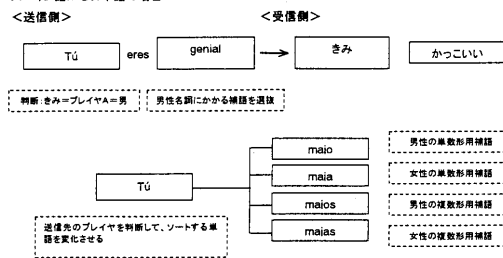 ＜送信側＞ ＜受信側＞
Tú eres genial きみ かっこいい
判断：きみ＝プレイヤA＝男 男性名詞にかかる補語を選抜
majo 男性の単数形用補語
maja 女性の単数形用補語
Tú
majos 男性の複数形用補語
majas 女性の複数形用補語
送信先のプレイヤを判断して、ソートする単
語を変化させる